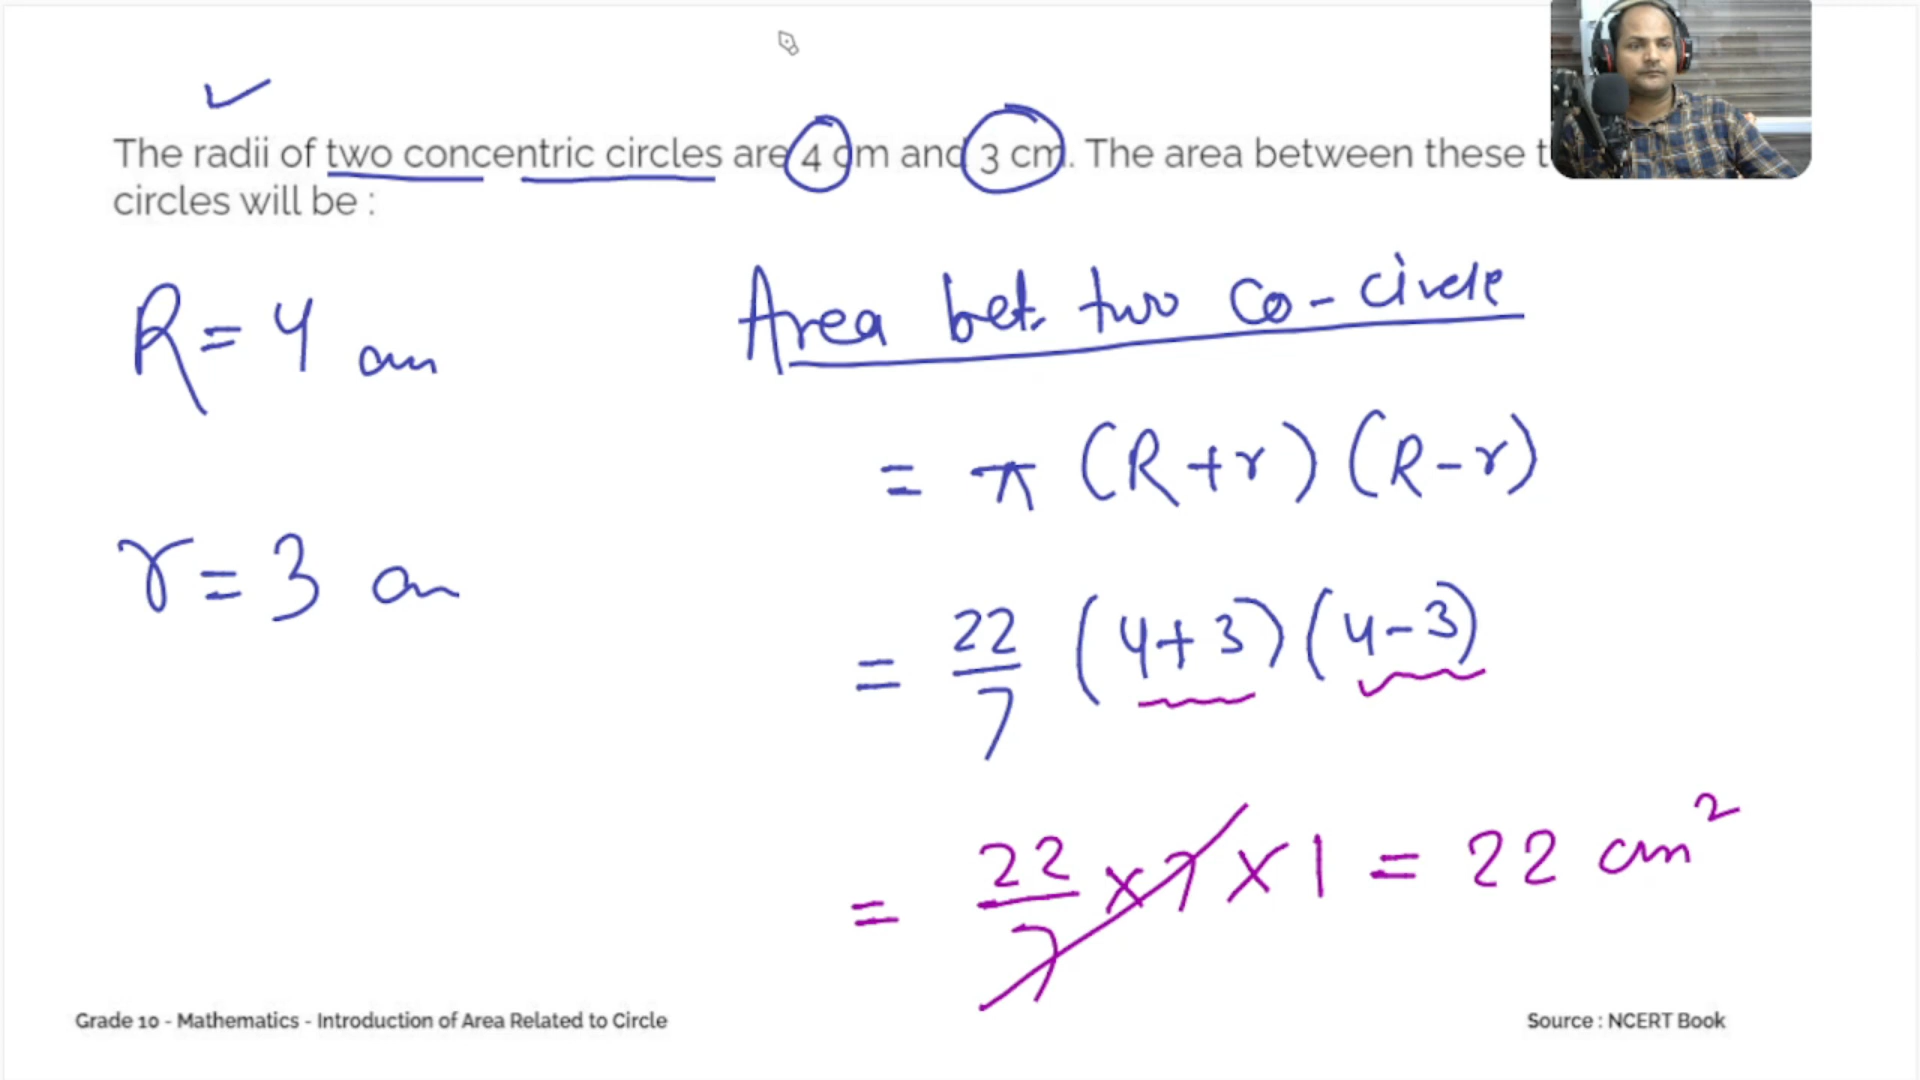 The radii of two concentric circles are 4 cm and 3 cm. The area between these t
circles will be :
R = 4 cm
r = 3 cm
Area bet. two co-circle
= π (R+r) (R-r)
= 22/7 (4+3) (4-3)
= 22/7 × 7 × 1 = 22 cm²
Grade 10 - Mathematics - Introduction of Area Related to Circle
Source : NCERT Book